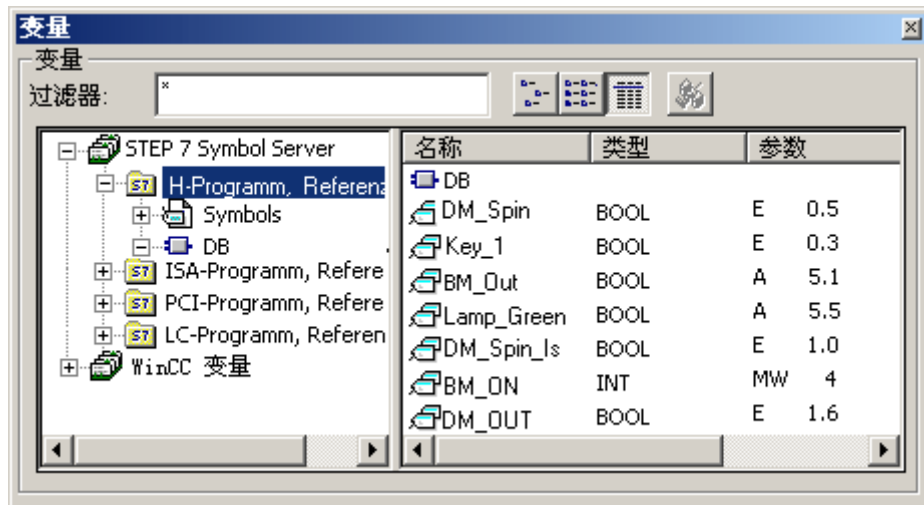 变量
变量
过滤器: *
STEP 7 Symbol Server
H-Programm, Referenz
Symbols
DB
ISA-Programm, Refere
PCI-Programm, Refere
LC-Programm, Referen
WinCC 变量
名称 类型 参数
DB
DM_Spin BOOL E 0.5
Key_1 BOOL E 0.3
BM_Out BOOL A 5.1
Lamp_Green BOOL A 5.5
DM_Spin_Is BOOL E 1.0
BM_ON INT MW 4
DM_OUT BOOL E 1.6